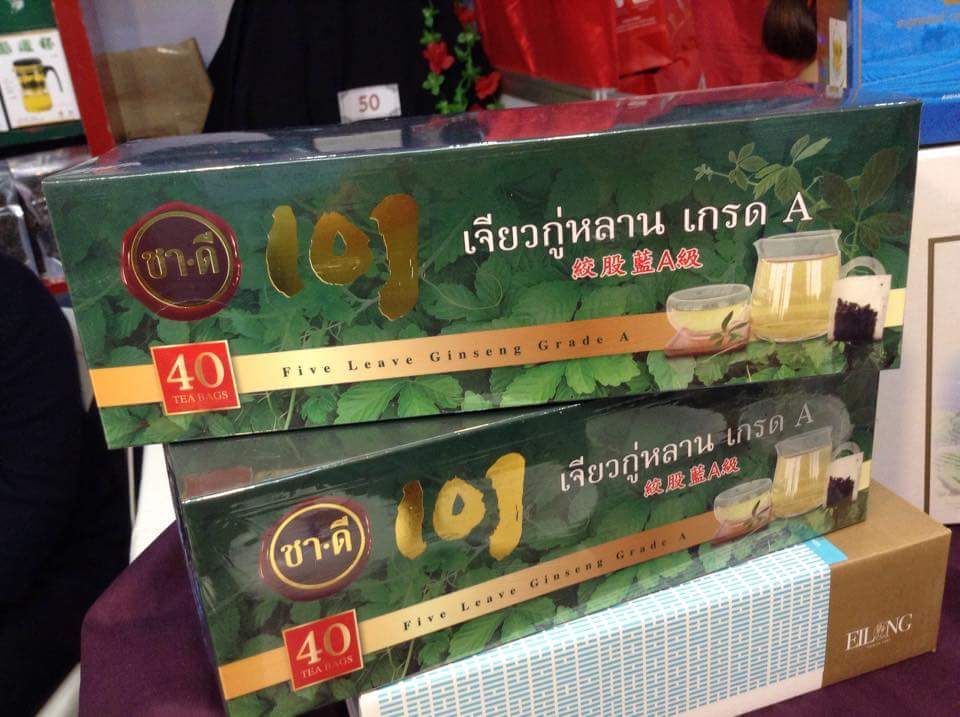 50
ชา·ดี
101
เจียวกู่หลาน เกรด A
絞股藍A級
40
TEA BAGS
Five Leave Ginseng Grade A
ชา·ดี
101
เจียวกู่หลาน เกรด A
絞股藍A級
40
TEA BAGS
Five Leave Ginseng Grade A
EILONG